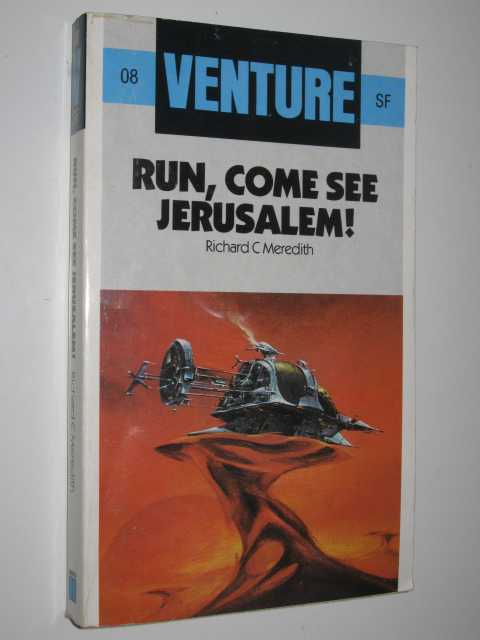 08
VENTURE
SF
RUN, COME SEE
JERUSALEM!
Richard C Meredith
RUN, COME SEE JERUSALEM! Richard C Meredith